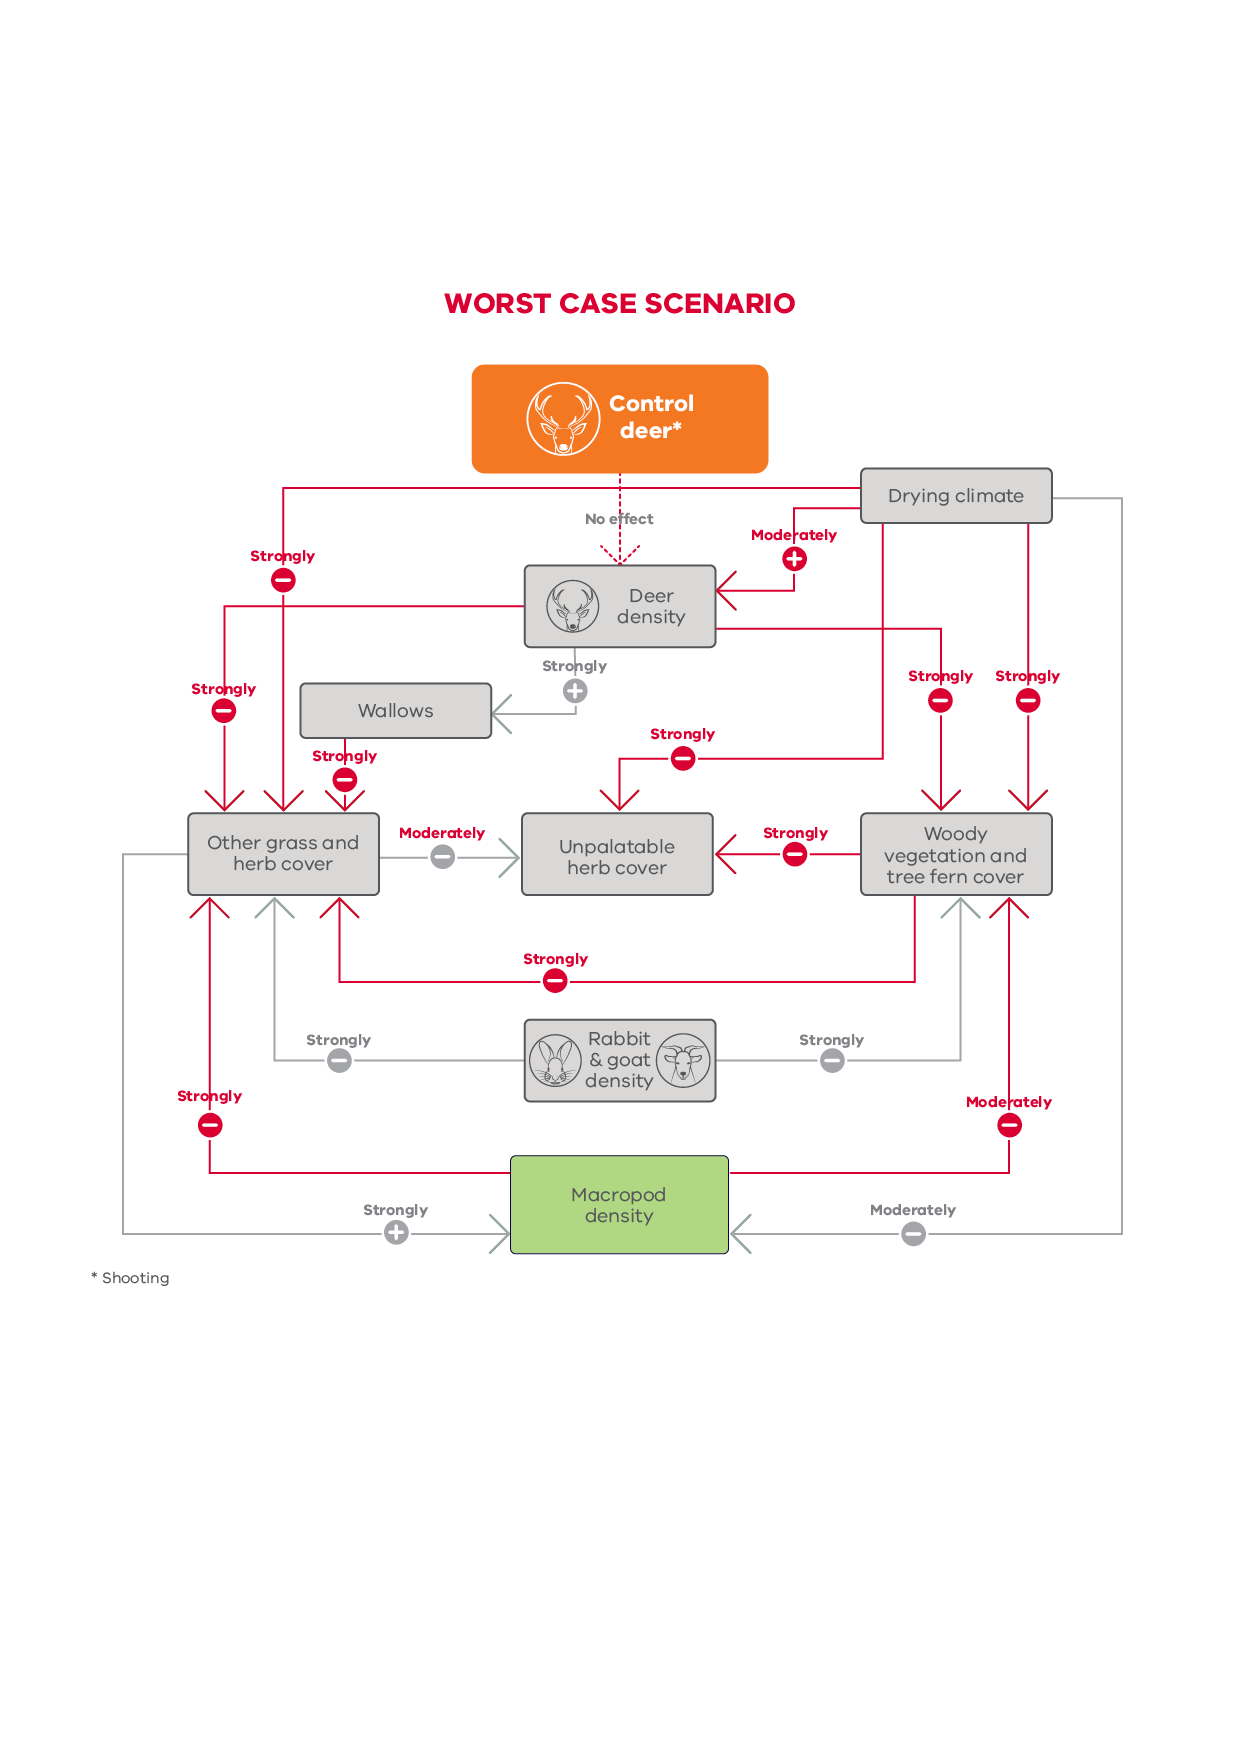 WORST CASE SCENARIO
Control
deer*
Drying climate
No effect
Moderately
Strongly
Deer
density
Strongly
Strongly
Strongly
Strongly
Wallows
Strongly
Strongly
Other grass and
herb cover
Moderately
Unpalatable
herb cover
Strongly
Woody
vegetation and
tree fern cover
Strongly
Strongly
Rabbit
& goat
density
Strongly
Strongly
Moderately
Macropod
density
Strongly
Moderately
* Shooting